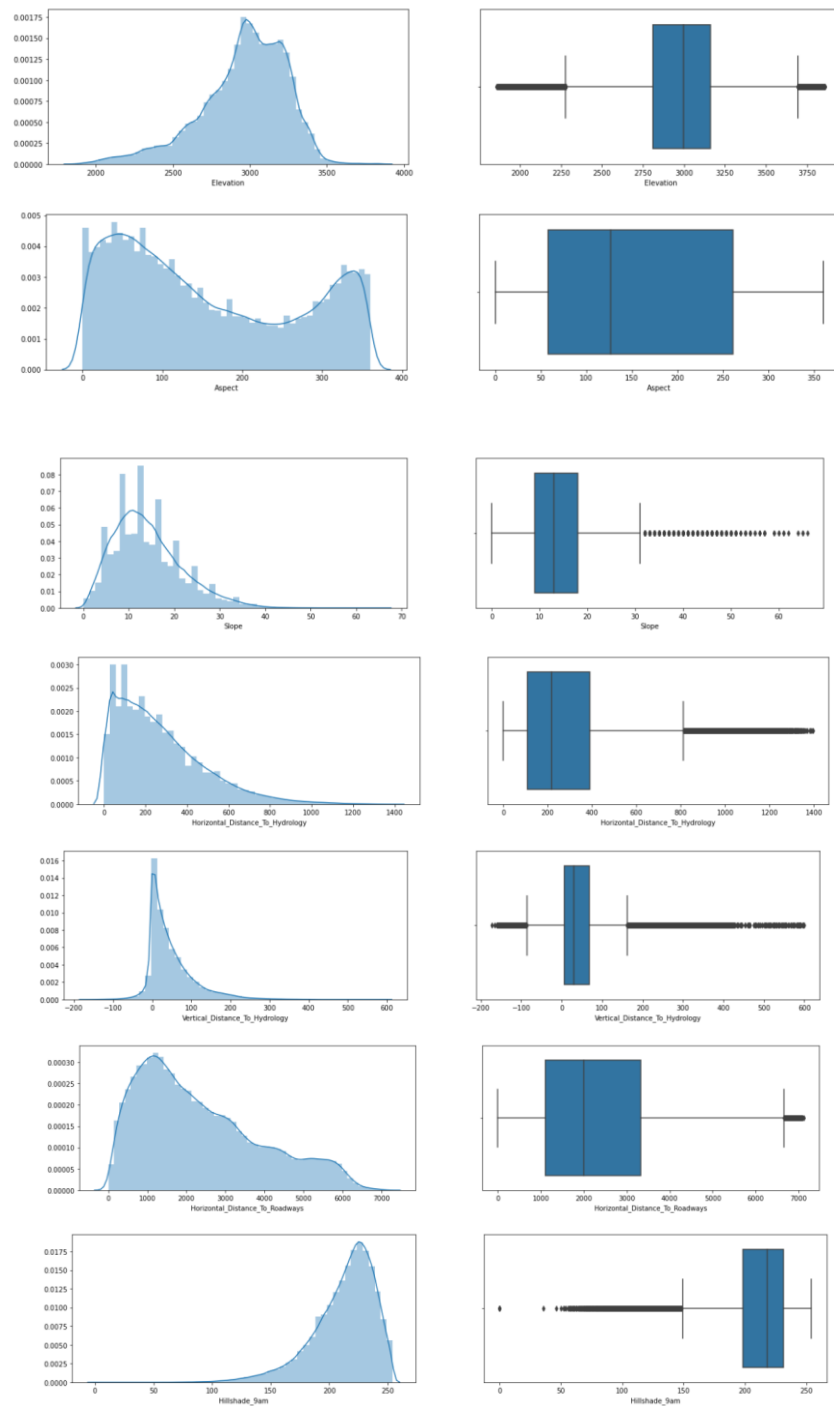 0.00175
0.00150
0.00125
0.00100
0.00075
0.00050
0.00025
0.00000
2000 2500 3000 3500 4000
Elevation
2000 2250 2500 2750 3000 3250 3500 3750
Elevation
0.005
0.004
0.003
0.002
0.001
0.000
0 100 200 300 400
Aspect
0 50 100 150 200 250 300 350
Aspect
0.08
0.07
0.06
0.05
0.04
0.03
0.02
0.01
0.00
0 10 20 30 40 50 60 70
Slope
0 10 20 30 40 50 60
Slope
0.0030
0.0025
0.0020
0.0015
0.0010
0.0005
0.0000
0 200 400 600 800 1000 1200 1400
Horizontal_Distance_To_Hydrology
0 200 400 600 800 1000 1200 1400
Horizontal_Distance_To_Hydrology
0.016
0.014
0.012
0.010
0.008
0.006
0.004
0.002
0.000
−200 −100 0 100 200 300 400 500 600
Vertical_Distance_To_Hydrology
−200 −100 0 100 200 300 400 500 600
Vertical_Distance_To_Hydrology
0.00030
0.00025
0.00020
0.00015
0.00010
0.00005
0.00000
0 1000 2000 3000 4000 5000 6000 7000
Horizontal_Distance_To_Roadways
0 1000 2000 3000 4000 5000 6000 7000
Horizontal_Distance_To_Roadways
0.0175
0.0150
0.0125
0.0100
0.0075
0.0050
0.0025
0.0000
0 50 100 150 200 250
Hillshade_9am
0 50 100 150 200 250
Hillshade_9am